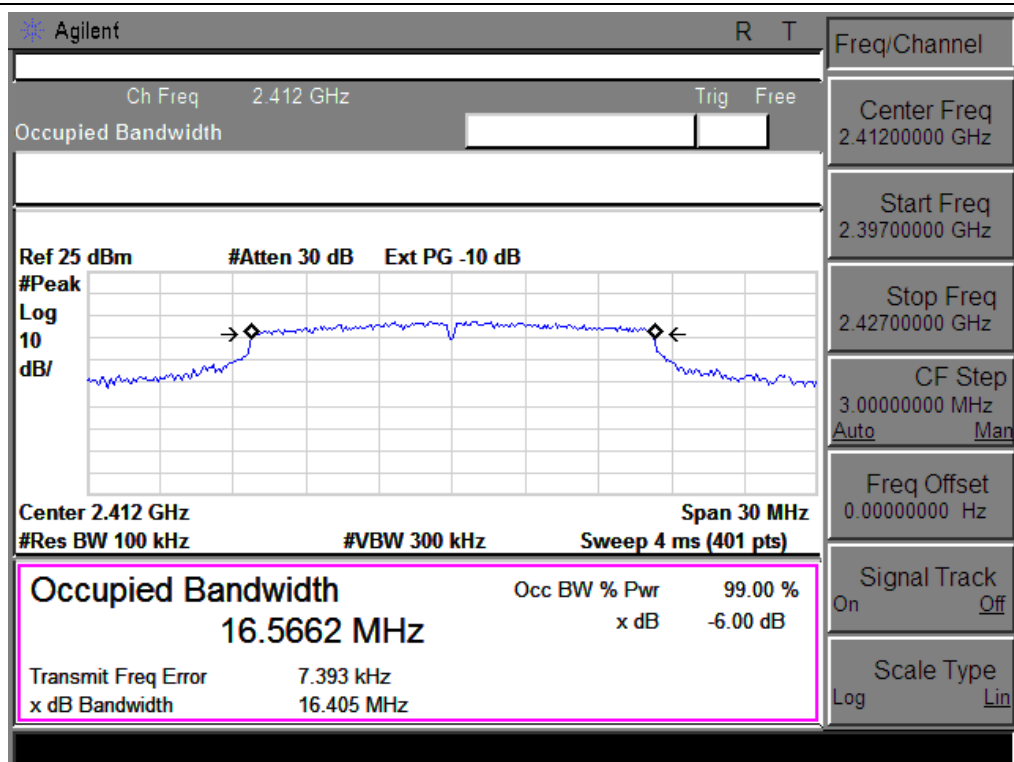 Agilent R T
Freq/Channel
Ch Freq 2.412 GHz Trig Free
Occupied Bandwidth
Center Freq
2.41200000 GHz
Start Freq
2.39700000 GHz
Stop Freq
2.42700000 GHz
CF Step
3.00000000 MHz
Auto Man
Freq Offset
0.00000000 Hz
Signal Track
On Off
Scale Type
Log Lin
Ref 25 dBm #Atten 30 dB Ext PG -10 dB
#Peak
Log
10
dB/
Center 2.412 GHz Span 30 MHz
#Res BW 100 kHz #VBW 300 kHz Sweep 4 ms (401 pts)
Occupied Bandwidth Occ BW % Pwr 99.00 %
16.5662 MHz x dB -6.00 dB
Transmit Freq Error 7.393 kHz
x dB Bandwidth 16.405 MHz